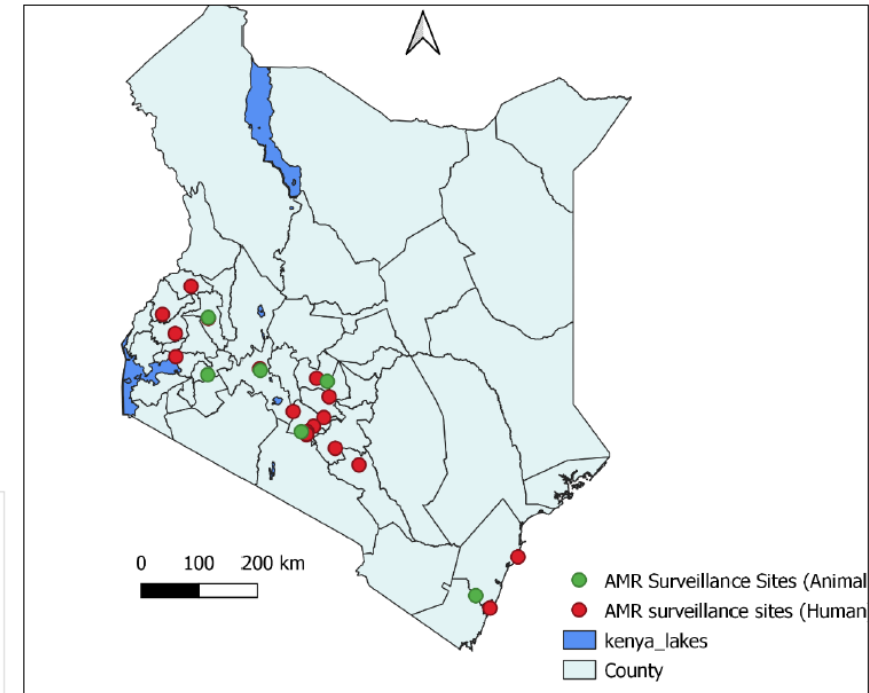 0 100 200 km
AMR Surveillance Sites (Animal
AMR surveillance sites (Human
kenya_lakes
County